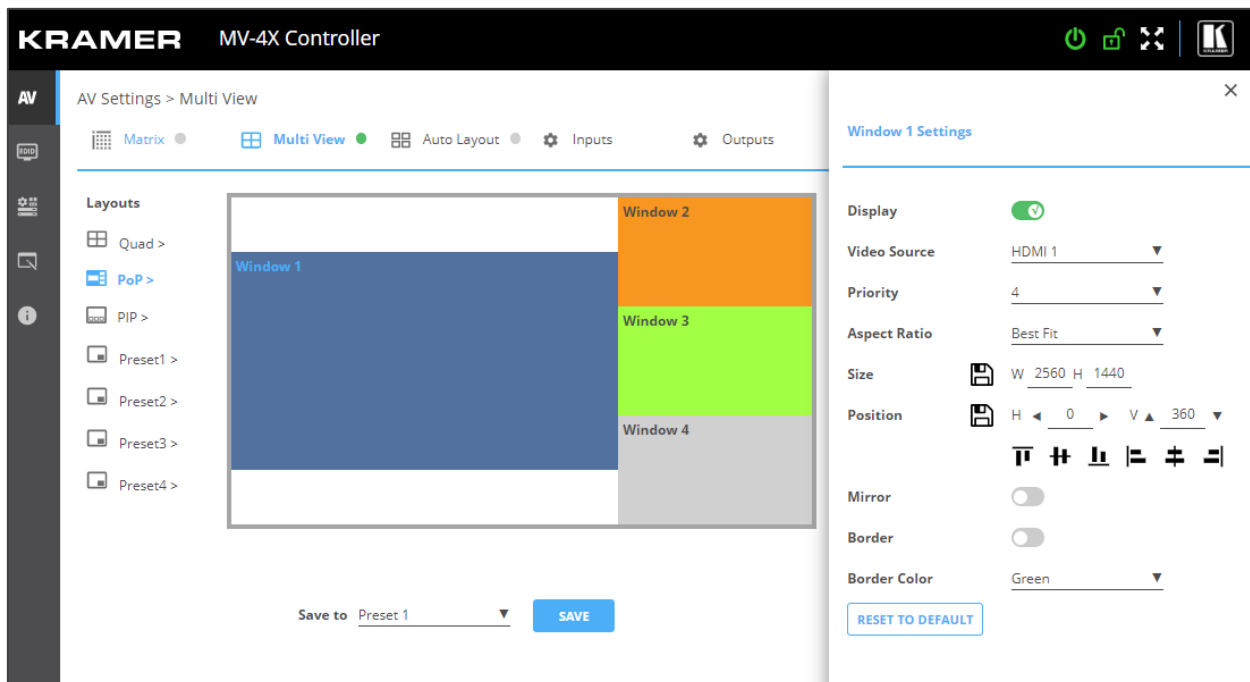 KRAMER MV-4X Controller
KRAMER
AV
AV Settings > Multi View
EDID
Matrix Multi View Auto Layout Inputs Outputs
Layouts
Quad >
PoP >
PIP >
Preset1 >
Preset2 >
Preset3 >
Preset4 >
Window 1
Window 2
Window 3
Window 4
Save to Preset 1 SAVE
Window 1 Settings
Display
Video Source HDMI 1
Priority 4
Aspect Ratio Best Fit
Size W 2560 H 1440
Position H 0 V 360
Mirror
Border
Border Color Green
RESET TO DEFAULT